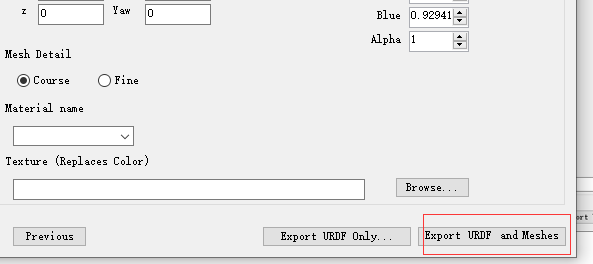 z 0 Yaw 0
Blue 0.92941
Alpha 1
Mesh Detail
Course Fine
Material name
Texture (Replaces Color)
Browse...
Previous Export URDF Only... Export URDF and Meshes